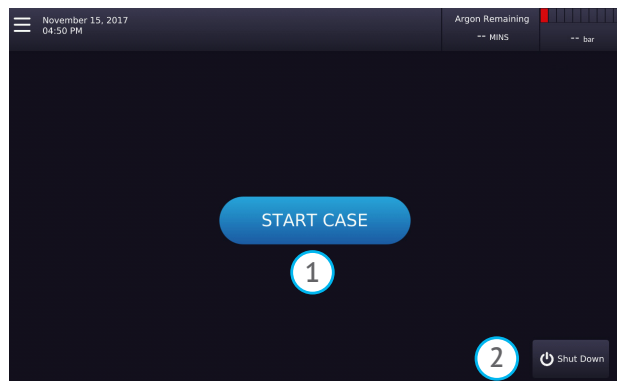 November 15, 2017
04:50 PM
Argon Remaining
-- MINS
-- bar
START CASE
1
2
Shut Down